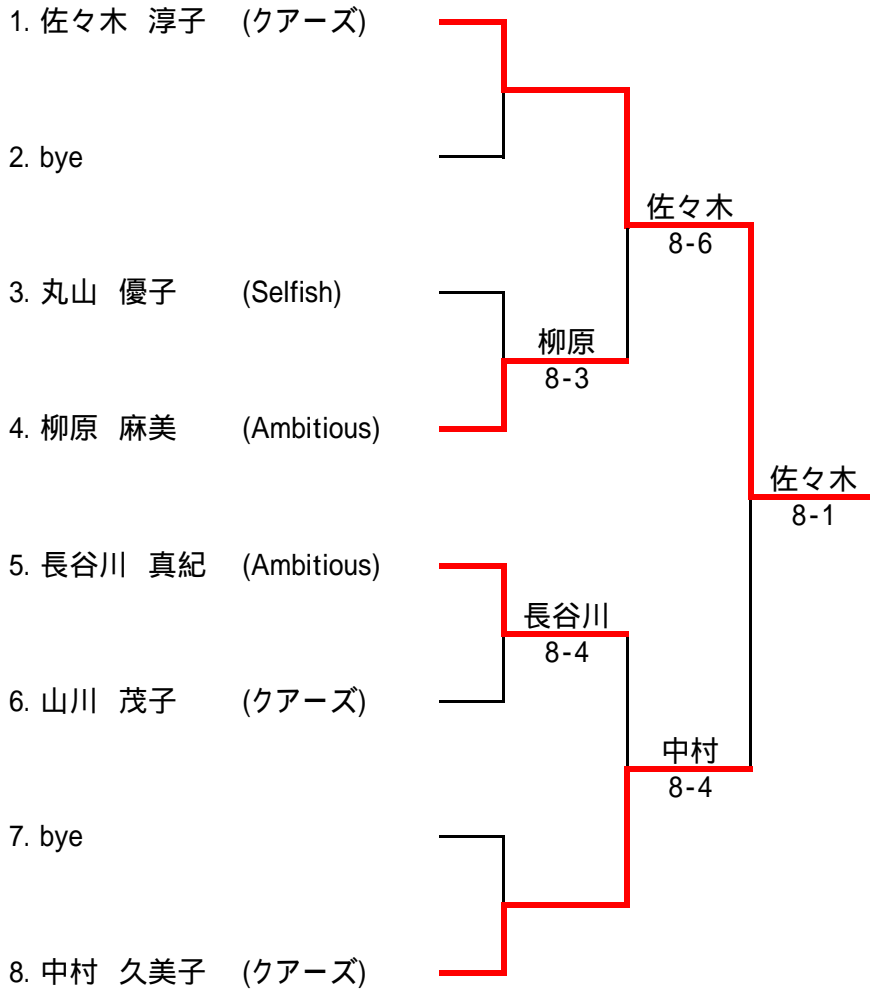 1. 佐々木 淳子 (クアーズ)
2. bye
佐々木
8-6
3. 丸山 優子 (Selfish)
柳原
8-3
4. 柳原 麻美 (Ambitious)
佐々木
8-1
5. 長谷川 真紀 (Ambitious)
長谷川
8-4
6. 山川 茂子 (クアーズ)
中村
8-4
7. bye
8. 中村 久美子 (クアーズ)